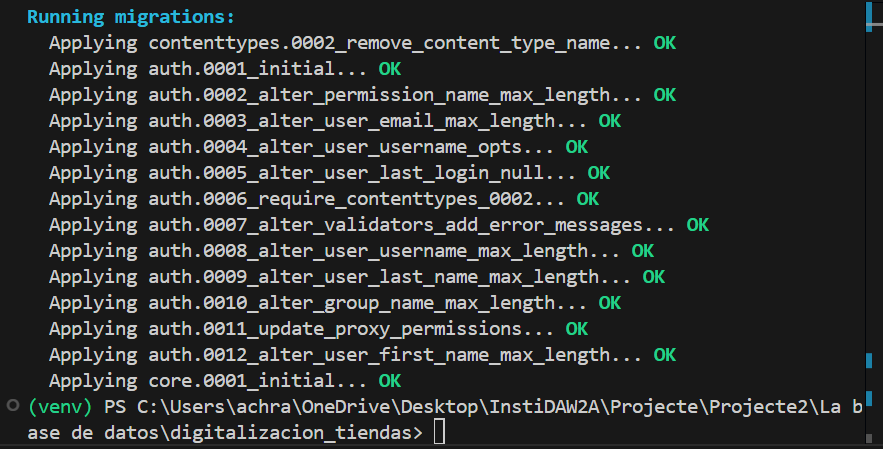 Running migrations:
Applying contenttypes.0002_remove_content_type_name... OK
Applying auth.0001_initial... OK
Applying auth.0002_alter_permission_name_max_length... OK
Applying auth.0003_alter_user_email_max_length... OK
Applying auth.0004_alter_user_username_opts... OK
Applying auth.0005_alter_user_last_login_null... OK
Applying auth.0006_require_contenttypes_0002... OK
Applying auth.0007_alter_validators_add_error_messages... OK
Applying auth.0008_alter_user_username_max_length... OK
Applying auth.0009_alter_user_last_name_max_length... OK
Applying auth.0010_alter_group_name_max_length... OK
Applying auth.0011_update_proxy_permissions... OK
Applying auth.0012_alter_user_first_name_max_length... OK
Applying core.0001_initial... OK
(venv) PS C:\Users\achra\OneDrive\Desktop\InstiDAW2A\Projecte\Projecte2\La b
ase de datos\digitalizacion_tiendas>